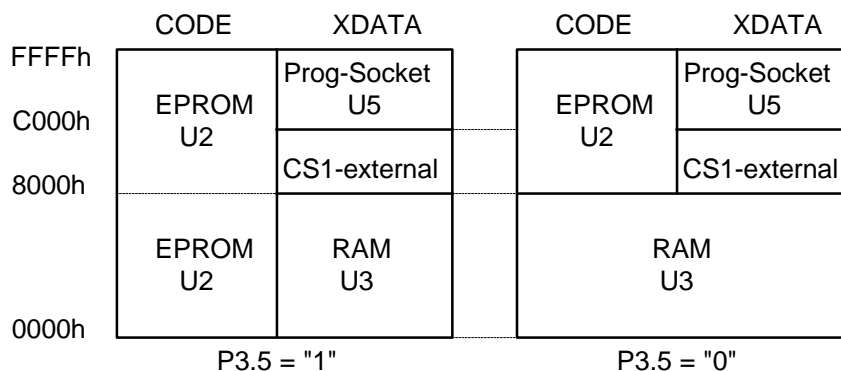 CODE XDATA CODE XDATA
FFFFh
Prog-Socket
U5
Prog-Socket
U5
EPROM
U2
EPROM
U2
C000h
CS1-external
CS1-external
8000h
EPROM
U2
RAM
U3
RAM
U3
0000h
P3.5 = "1"
P3.5 = "0"